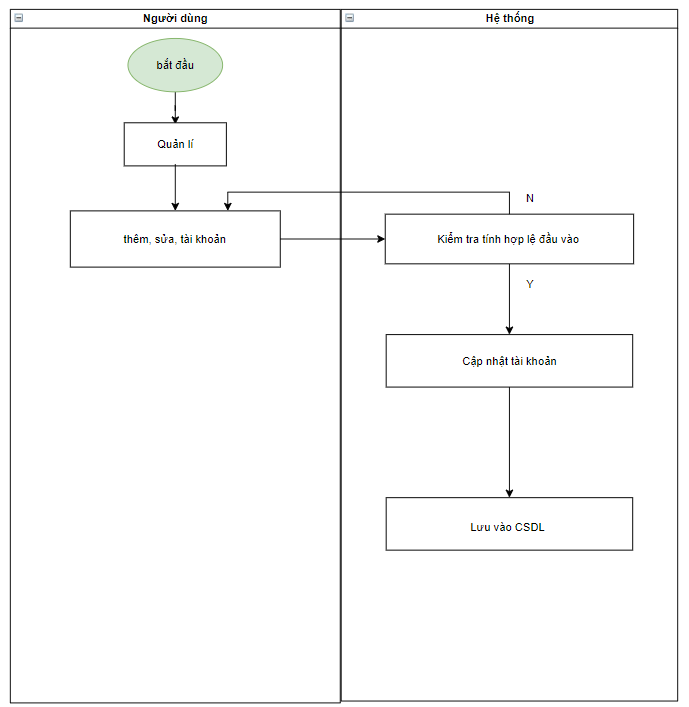 Người dùng
Hệ thống
bắt đầu
Quản lí
N
thêm, sửa, tài khoản
Kiểm tra tính hợp lệ đầu vào
Y
Cập nhật tài khoản
Lưu vào CSDL